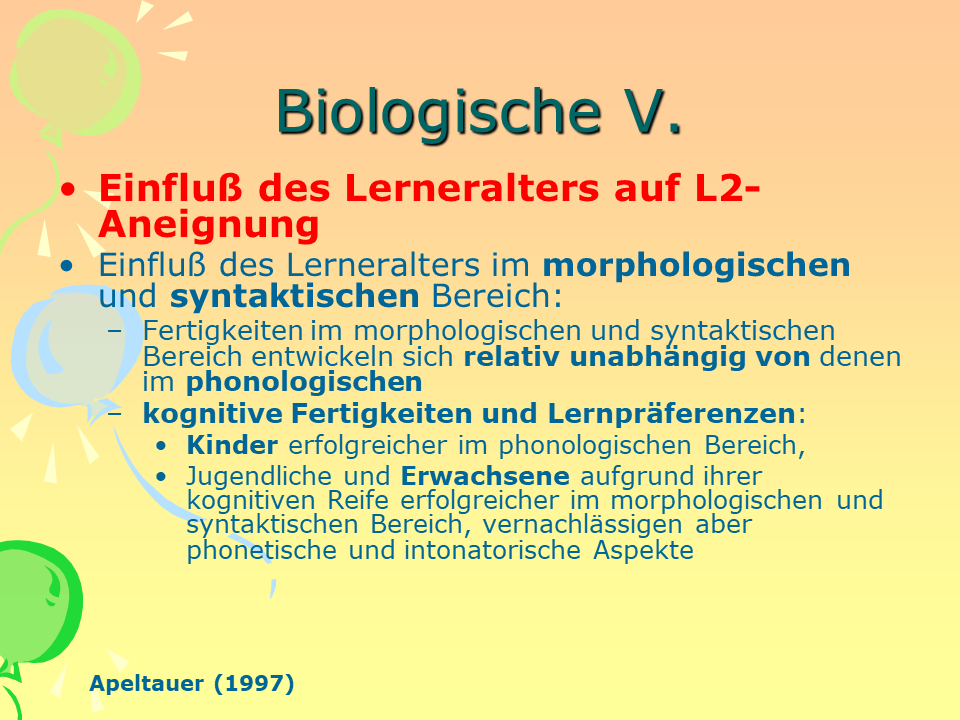 Biologische V.
• Einfluß des Lerneralters auf L2-
Aneignung
• Einfluß des Lerneralters im morphologischen
und syntaktischen Bereich:
– Fertigkeiten im morphologischen und syntaktischen
Bereich entwickeln sich relativ unabhängig von denen
im phonologischen
– kognitive Fertigkeiten und Lernpräferenzen:
• Kinder erfolgreicher im phonologischen Bereich,
• Jugendliche und Erwachsene aufgrund ihrer
kognitiven Reife erfolgreicher im morphologischen und
syntaktischen Bereich, vernachlässigen aber
phonetische und intonatorische Aspekte
Apeltauer (1997)